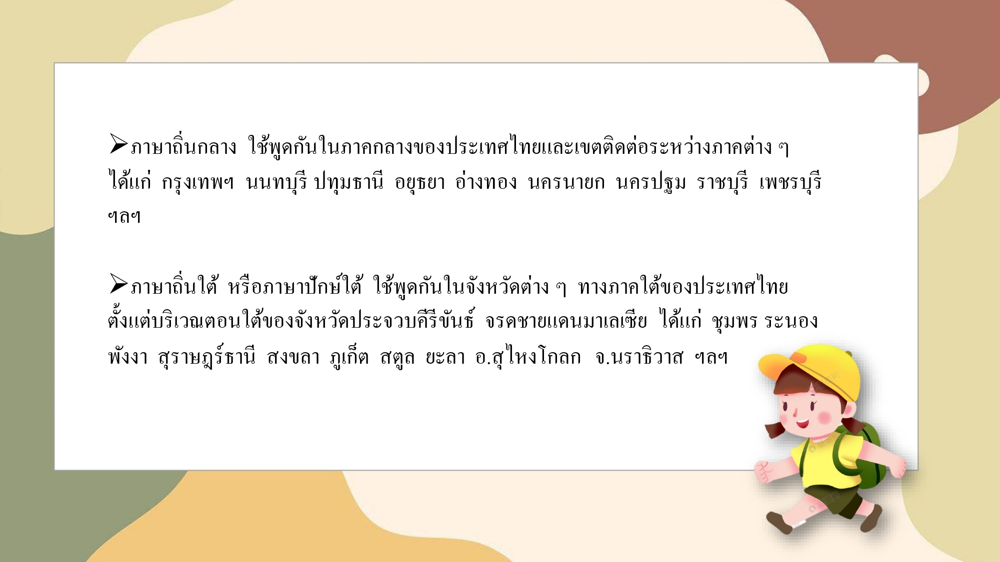 ➢ภาษาถิ่นกลาง ใช้พูดกันในภาคกลางของประเทศไทยและเขตติดต่อระหว่างภาคต่าง ๆ
ได้แก่ กรุงเทพฯ นนทบุรี ปทุมธานี อยุธยา อ่างทอง นครนายก นครปฐม ราชบุรี เพชรบุรี
ฯลฯ
➢ภาษาถิ่นใต้ หรือภาษาปักษ์ใต้ ใช้พูดกันในจังหวัดต่าง ๆ ทางภาคใต้ของประเทศไทย
ตั้งแต่บริเวณตอนใต้ของจังหวัดประจวบคีรีขันธ์ จรดชายแดนมาเลเซีย ได้แก่ ชุมพร ระนอง
พังงา สุราษฎร์ธานี สงขลา ภูเก็ต สตูล ยะลา อ.สุไหงโกลก จ.นราธิวาส ฯลฯ